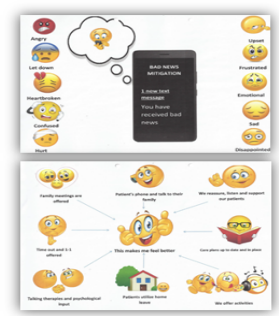 Angry
Upset
BAD NEWS
MITIGATION
Let down
Frustrated
1 new text
message
Heartbroken
Emotional
You have
received bad
news
Confused
Sad
Hurt
Disappointed
Family meetings are
offered
Patient's phone and talk to their
family
We reassure, listen and support
our patients
Time out and 1-1
offered
This makes me feel better
Care plans up to date and in place
Talking therapies and psychological
input
Patients utilise home
leave
We offer activities